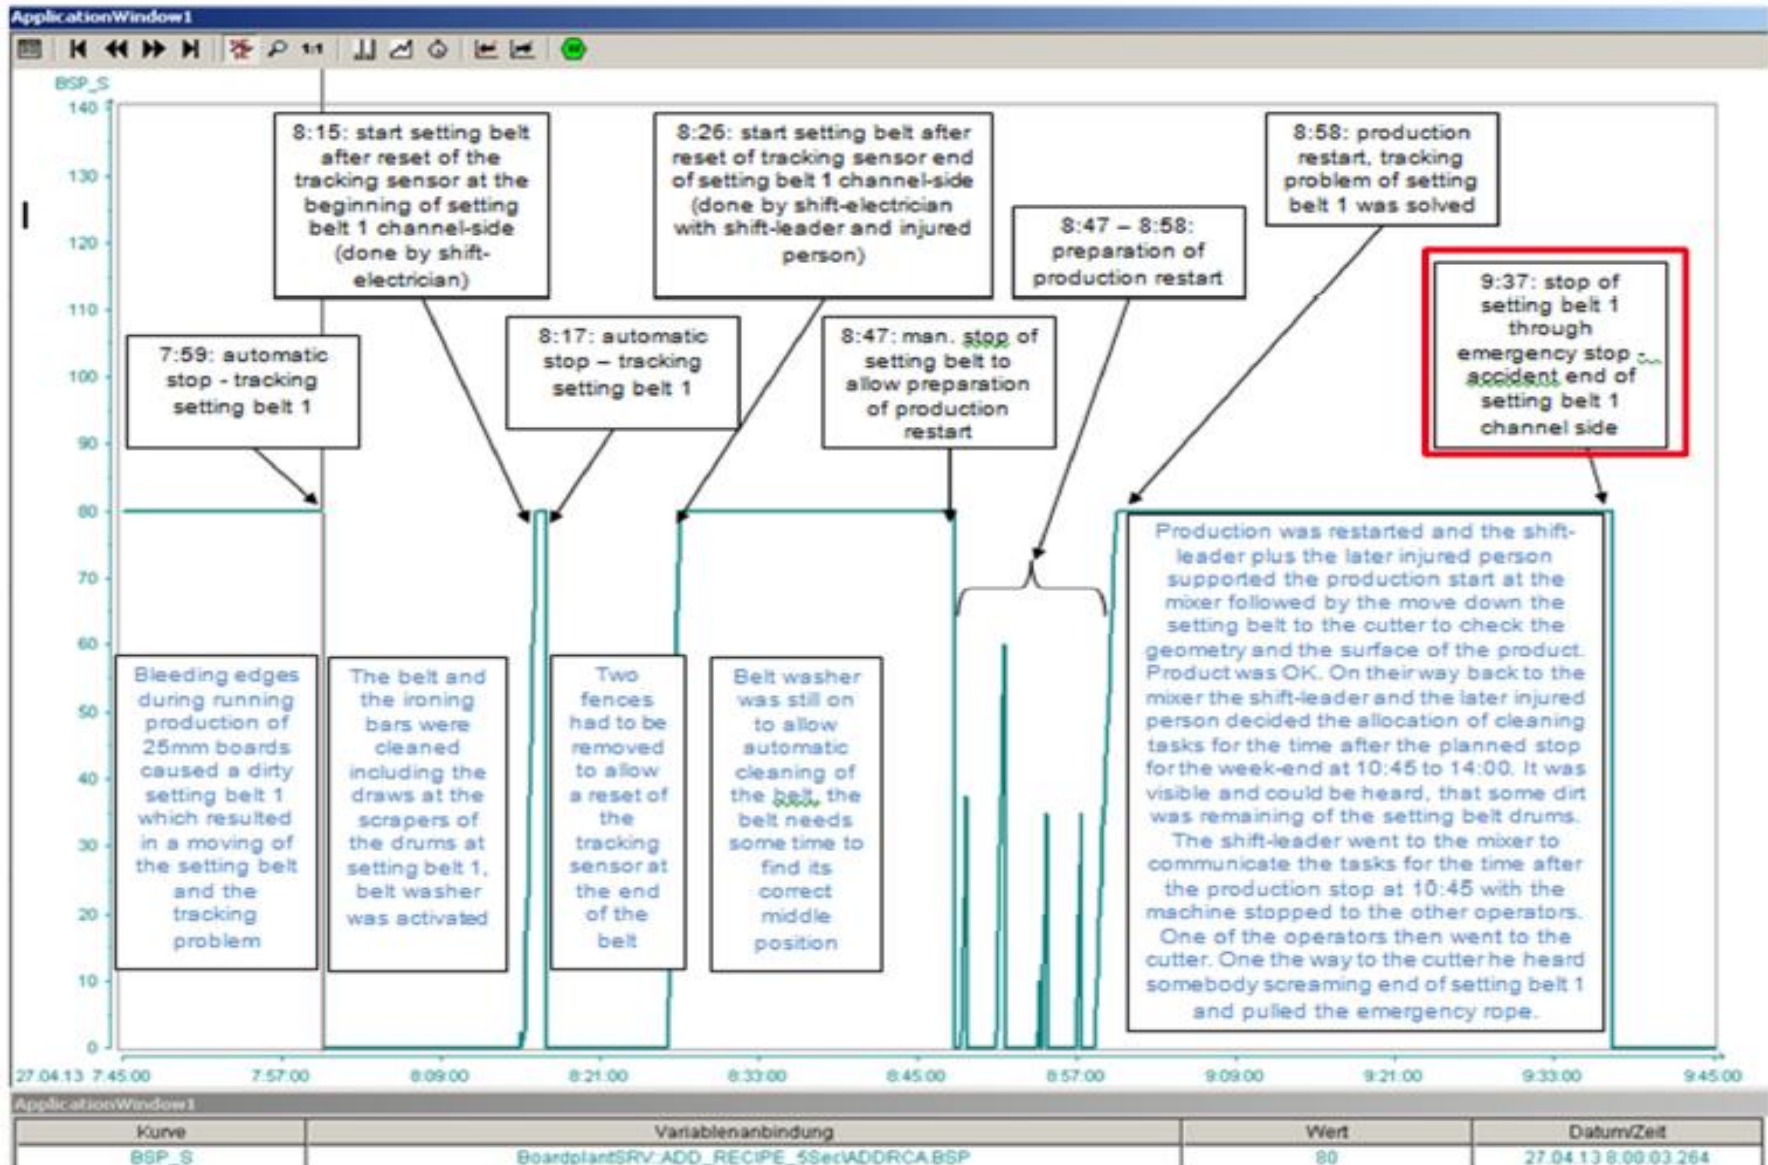 ApplicationWindow1
1:1
BSP_S
140
130
120
110
100
90
80
70
60
50
40
30
20
10
0
7:59: automatic
stop - tracking
setting belt 1
8:15: start setting belt
after reset of the
tracking sensor at the
beginning of setting
belt 1 channel-side
(done by shift-
electrician)
8:17: automatic
stop – tracking
setting belt 1
8:26: start setting belt after
reset of tracking sensor end
of setting belt 1 channel-side
(done by shift-electrician
with shift-leader and injured
person)
8:47: man. stop of
setting belt to
allow preparation
of production
restart
8:47 – 8:58:
preparation of
production restart
8:58: production
restart, tracking
problem of setting
belt 1 was solved
9:37: stop of
setting belt 1
through
emergency stop -
accident end of
setting belt 1
channel side
Bleeding edges
during running
production of
25mm boards
caused a dirty
setting belt 1
which resulted
in a moving of
the setting belt
and the
tracking
problem
The belt and
the ironing
bars were
cleaned
including the
draws at the
scrapers of
the drums at
setting belt 1,
belt washer
was activated
Two
fences
had to be
removed
to allow
a reset of
the
tracking
sensor at
the end
of the
belt
Belt washer
was still on
to allow
automatic
cleaning of
the belt, the
belt needs
some time to
find its
correct
middle
position
Production was restarted and the shift-
leader plus the later injured person
supported the production start at the
mixer followed by the move down the
setting belt to the cutter to check the
geometry and the surface of the product.
Product was OK. On their way back to the
mixer the shift-leader and the later injured
person decided the allocation of cleaning
tasks for the time after the planned stop
for the week-end at 10:45 to 14:00. It was
visible and could be heard, that some dirt
was remaining of the setting belt drums.
The shift-leader went to the mixer to
communicate the tasks for the time after
the production stop at 10:45 with the
machine stopped to the other operators.
One of the operators then went to the
cutter. One the way to the cutter he heard
somebody screaming end of setting belt 1
and pulled the emergency rope.
27.04.13 7:45:00 7:57:00 8:09:00 8:21:00 8:33:00 8:45:00 8:57:00 9:09:00 9:21:00 9:33:00 9:45:00
ApplicationWindow1
Kurve Variablenanbindung Wert Datum/Zeit
BSP_S BoardplantSRV:ADD_RECIPE_5Sec\ADDRCA.BSP 80 27.04.13 8:00:03.264